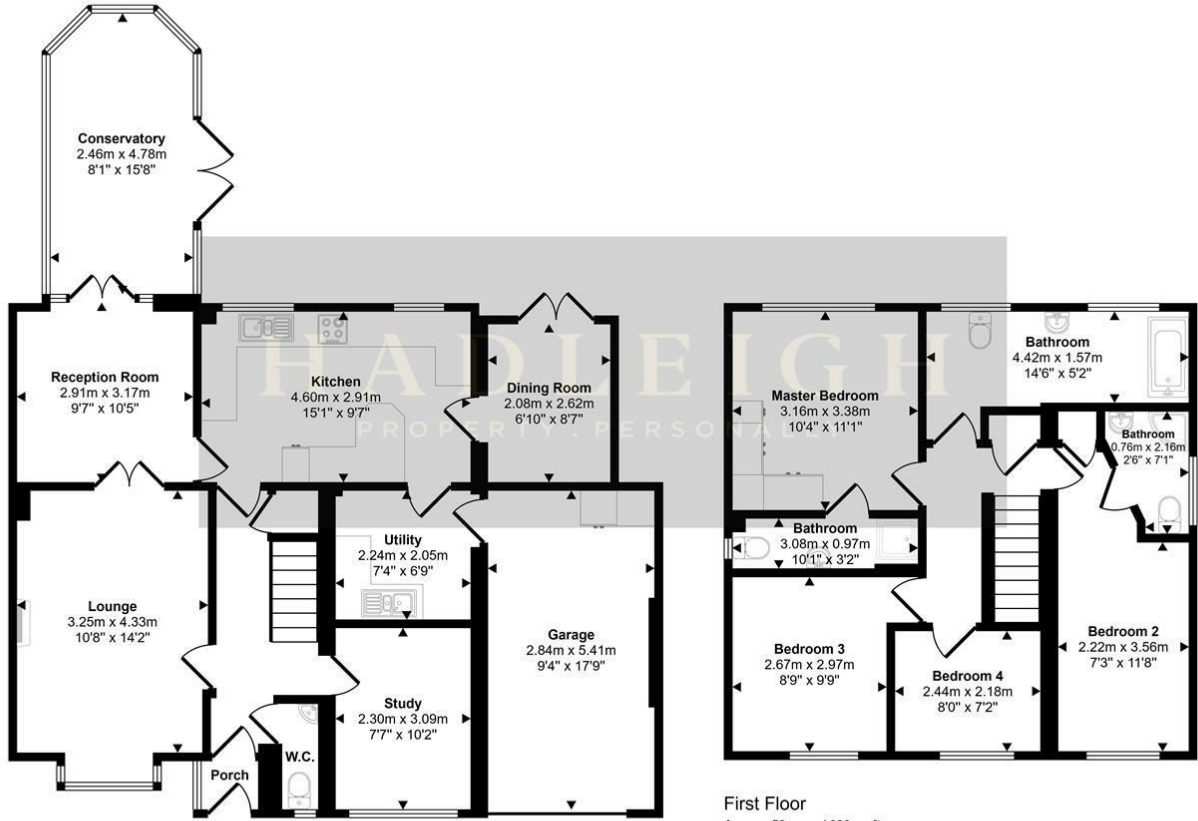 Conservatory
2.46m x 4.78m
8'1" x 15'8"
Reception Room
2.91m x 3.17m
9'7" x 10'5"
Kitchen
4.60m x 2.91m
15'1" x 9'7"
Dining Room
2.08m x 2.62m
6'10" x 8'7"
HADLEIGH
PROPERTY. PERSONALLY
Lounge
3.25m x 4.33m
10'8" x 14'2"
Utility
2.24m x 2.05m
7'4" x 6'9"
Garage
2.84m x 5.41m
9'4" x 17'9"
Study
2.30m x 3.09m
7'7" x 10'2"
W.C.
Porch
Master Bedroom
3.16m x 3.38m
10'4" x 11'1"
Bathroom
4.42m x 1.57m
14'6" x 5'2"
Bathroom
0.76m x 2.16m
2'6" x 7'1"
Bathroom
3.08m x 0.97m
10'1" x 3'2"
Bedroom 3
2.67m x 2.97m
8'9" x 9'9"
Bedroom 4
2.44m x 2.18m
8'0" x 7'2"
Bedroom 2
2.22m x 3.56m
7'3" x 11'8"
First Floor